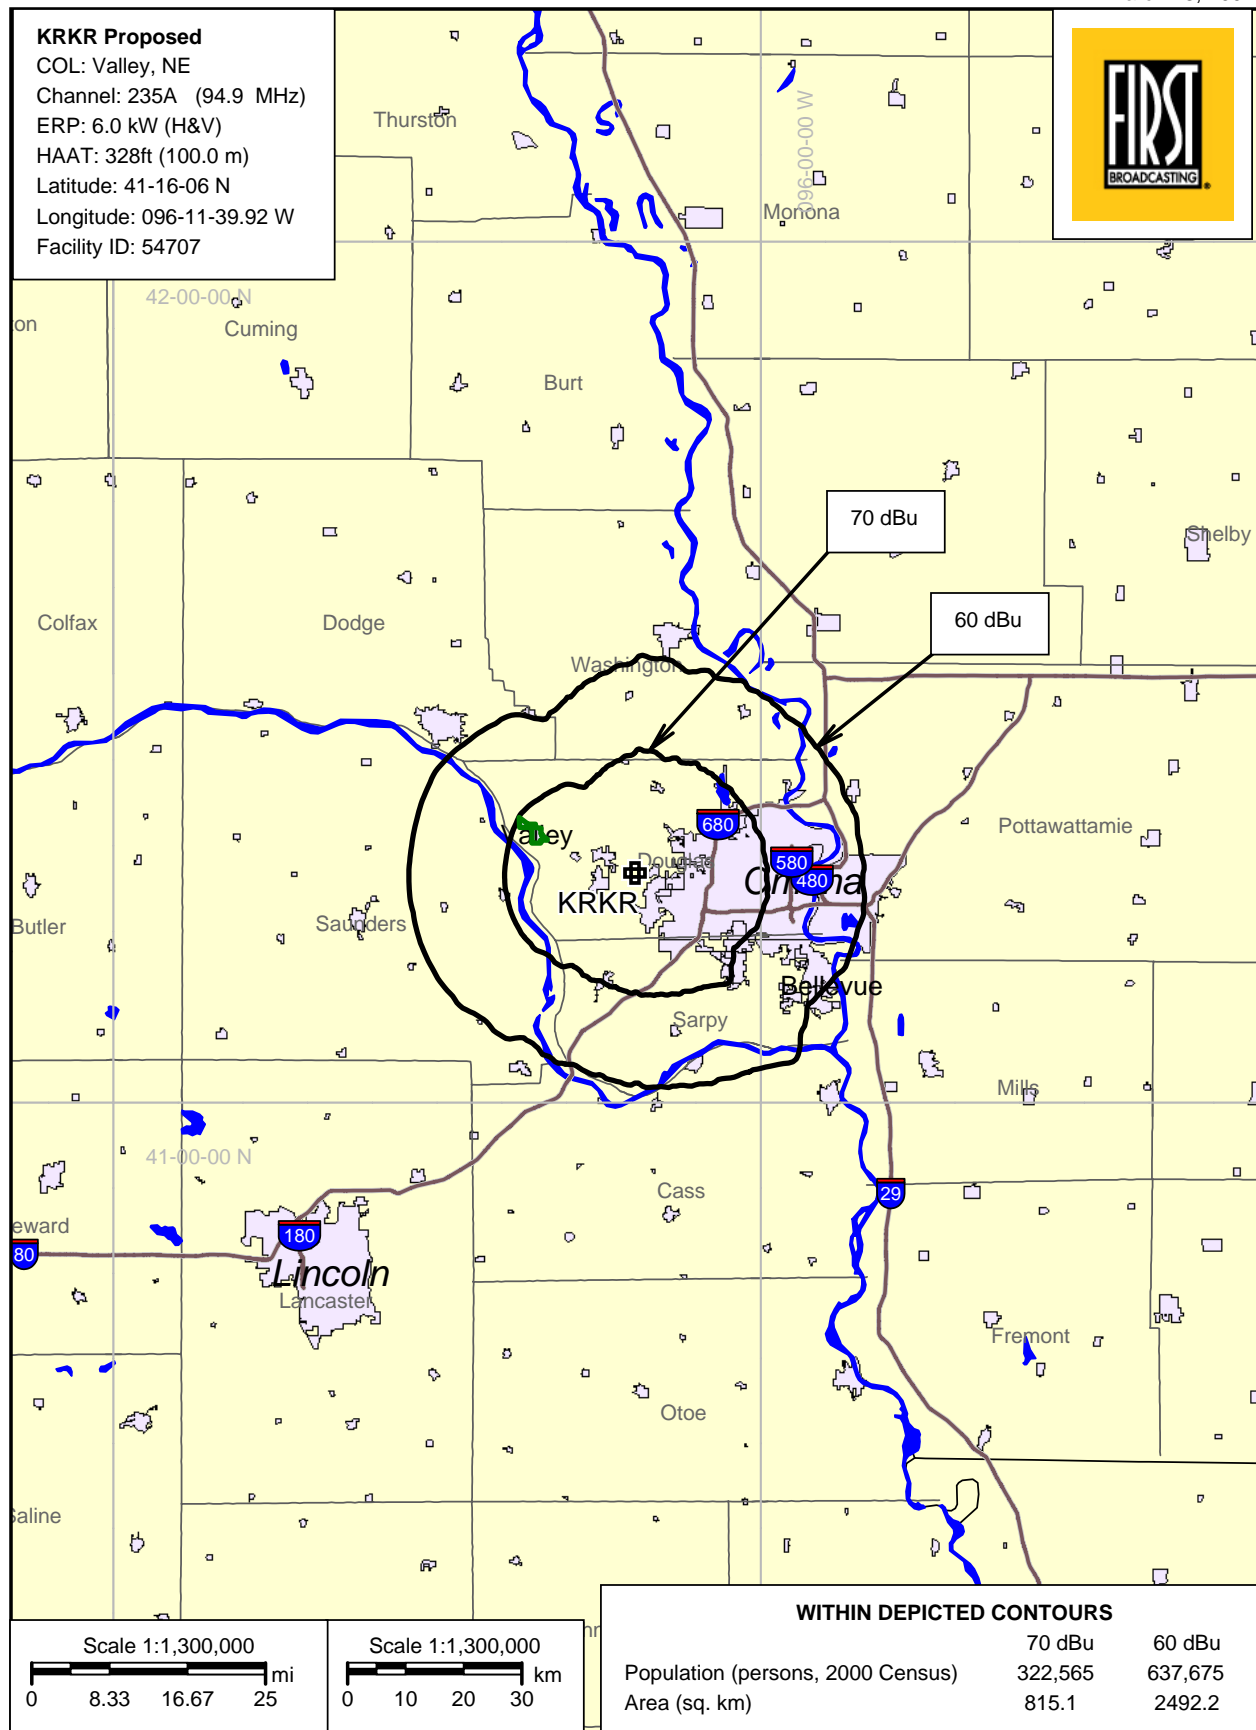 KRKR Proposed
COL: Valley, NE
Channel: 235A (94.9 MHz)
ERP: 6.0 kW (H&V)
HAAT: 328ft (100.0 m)
Latitude: 41-16-06 N
Longitude: 096-11-39.92 W
Facility ID: 54707
FIRST
BROADCASTING
Thurston
096-00-00 W
Monona
42-00-00 N
Cuming
Burt
70 dBu
Shelby
60 dBu
Colfax
Dodge
Washington
680
Valley
Pottawattamie
Douglas
580
Omaha
480
KRKR
Butler
Saunders
Bellevue
Sarpy
Mills
41-00-00 N
Cass
29
eward
180
80
Lincoln
Lancaster
Fremont
Otoe
Saline
WITHIN DEPICTED CONTOURS
70 dBu 60 dBu
Population (persons, 2000 Census) 322,565 637,675
Area (sq. km) 815.1 2492.2
Scale 1:1,300,000
mi
0 8.33 16.67 25
Scale 1:1,300,000
km
0 10 20 30